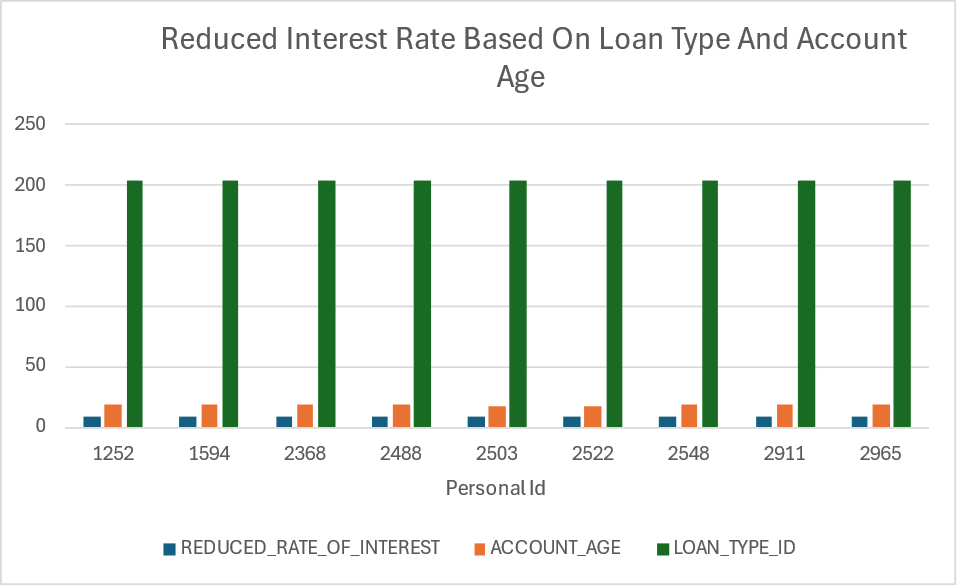 Reduced Interest Rate Based On Loan Type And Account
Age
250
200
150
100
50
0
1252 1594 2368 2488 2503 2522 2548 2911 2965
Personal Id
REDUCED_RATE_OF_INTEREST ACCOUNT_AGE LOAN_TYPE_ID